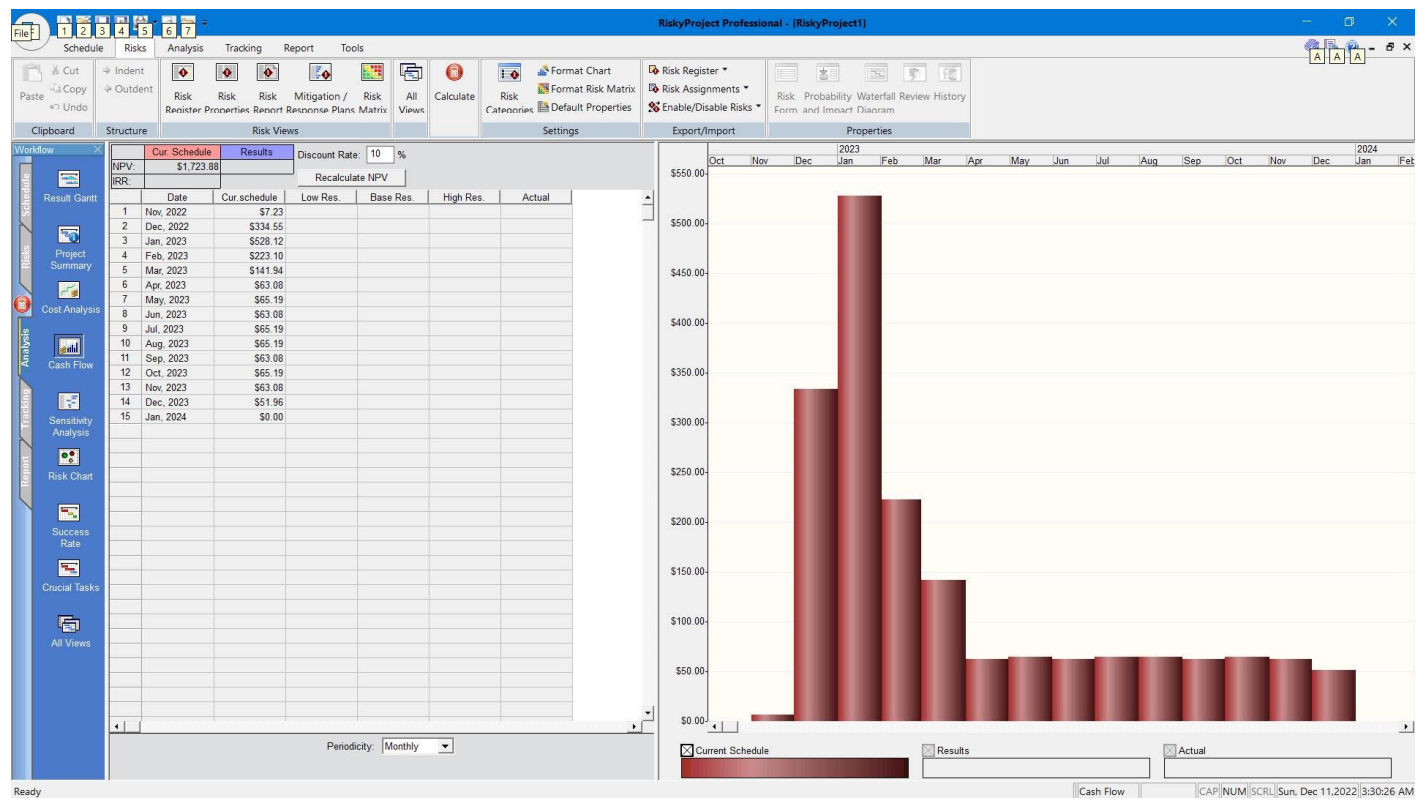 RiskyProject Professional - [RiskyProject1]
File F 1 2 3 4 5 6 7
Schedule Risks Analysis Tracking Report Tools
A A A
Paste Cut Copy Undo
Indent Outdent
Risk Register
Risk Properties
Risk Report
Mitigation / Response Plans
Risk Matrix
All Views
Calculate
Risk Categories
Format Chart
Format Risk Matrix
Default Properties
Risk Register
Risk Assignments
Enable/Disable Risks
Risk Form
Probability and Impact
Waterfall Diagram
Review History
Clipboard Structure Risk Views Settings Export/Import Properties
Workflow
Schedule
Risks
Analysis
Tracking
Report
Result Gantt
Project Summary
Cost Analysis
Cash Flow
Sensitivity Analysis
Risk Chart
Success Rate
Crucial Tasks
All Views
Cur. Schedule Results
NPV: $1,723.88
IRR:
Discount Rate: 10 %
Recalculate NPV
Date Cur.schedule Low Res. Base Res. High Res. Actual
1 Nov, 2022 $7.23
2 Dec, 2022 $334.55
3 Jan, 2023 $528.12
4 Feb, 2023 $223.10
5 Mar, 2023 $141.94
6 Apr, 2023 $63.08
7 May, 2023 $65.19
8 Jun, 2023 $63.08
9 Jul, 2023 $65.19
10 Aug, 2023 $65.19
11 Sep, 2023 $63.08
12 Oct, 2023 $65.19
13 Nov, 2023 $63.08
14 Dec, 2023 $51.96
15 Jan, 2024 $0.00
Periodicity: Monthly
2023 2024
Oct Nov Dec Jan Feb Mar Apr May Jun Jul Aug Sep Oct Nov Dec Jan Feb
$550.00
$500.00
$450.00
$400.00
$350.00
$300.00
$250.00
$200.00
$150.00
$100.00
$50.00
$0.00
Current Schedule Results Actual
Ready
Cash Flow CAP NUM SCRL Sun, Dec 11,2022 3:30:26 AM